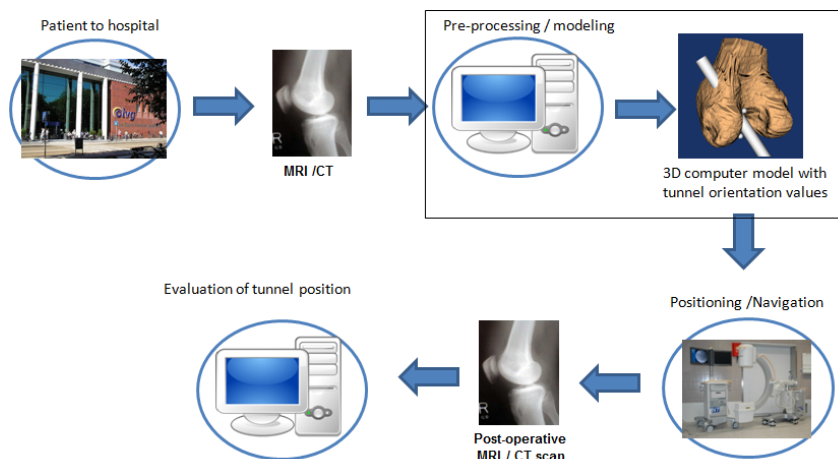 Patient to hospital
olvg
MRI /CT
R
Pre-processing / modeling
3D computer model with
tunnel orientation values
Positioning /Navigation
Post-operative
MRI / CT scan
R
Evaluation of tunnel position